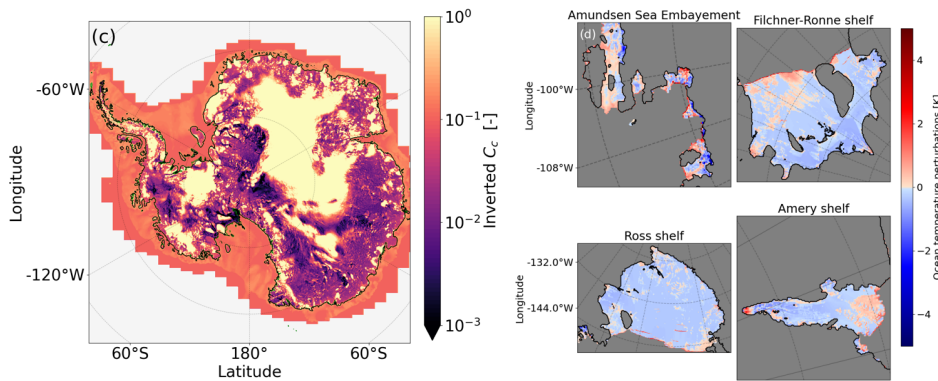 (c)
-60°W
-120°W
Longitude
60°S
180°
60°S
Latitude
10⁰
10⁻¹
10⁻²
10⁻³
Inverted C_c [-]
Amundsen Sea Embayement
(d)
-100°W
-108°W
Longitude
Filchner-Ronne shelf
Ross shelf
-132.0°W
-144.0°W
Longitude
Amery shelf
4
2
0
−2
−4
Ocean temperature perturbations [K]